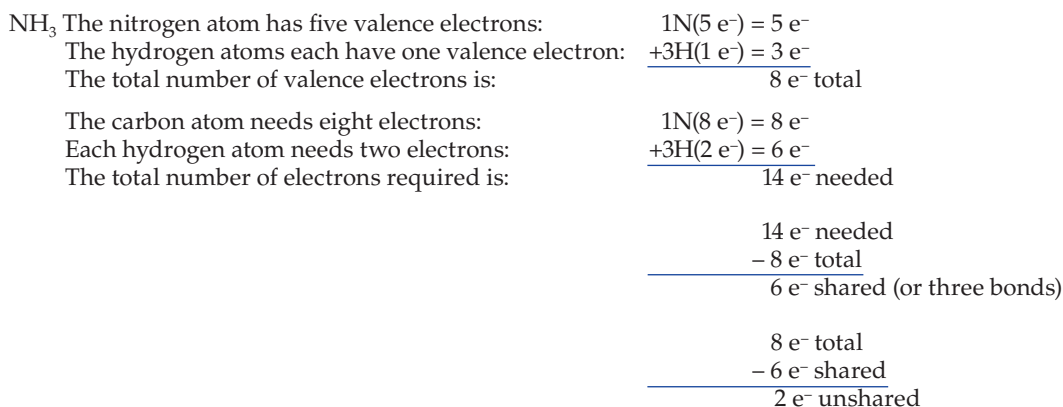 NH₃ The nitrogen atom has five valence electrons: 1N(5 e⁻) = 5 e⁻
The hydrogen atoms each have one valence electron: +3H(1 e⁻) = 3 e⁻
The total number of valence electrons is: 8 e⁻ total
The carbon atom needs eight electrons: 1N(8 e⁻) = 8 e⁻
Each hydrogen atom needs two electrons: +3H(2 e⁻) = 6 e⁻
The total number of electrons required is: 14 e⁻ needed
14 e⁻ needed
– 8 e⁻ total
6 e⁻ shared (or three bonds)
8 e⁻ total
– 6 e⁻ shared
2 e⁻ unshared